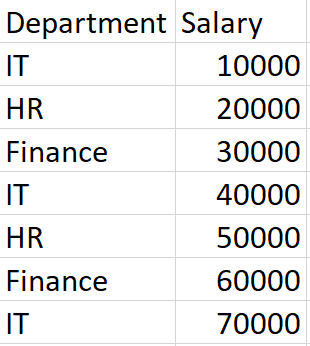 Department Salary
IT 10000
HR 20000
Finance 30000
IT 40000
HR 50000
Finance 60000
IT 70000